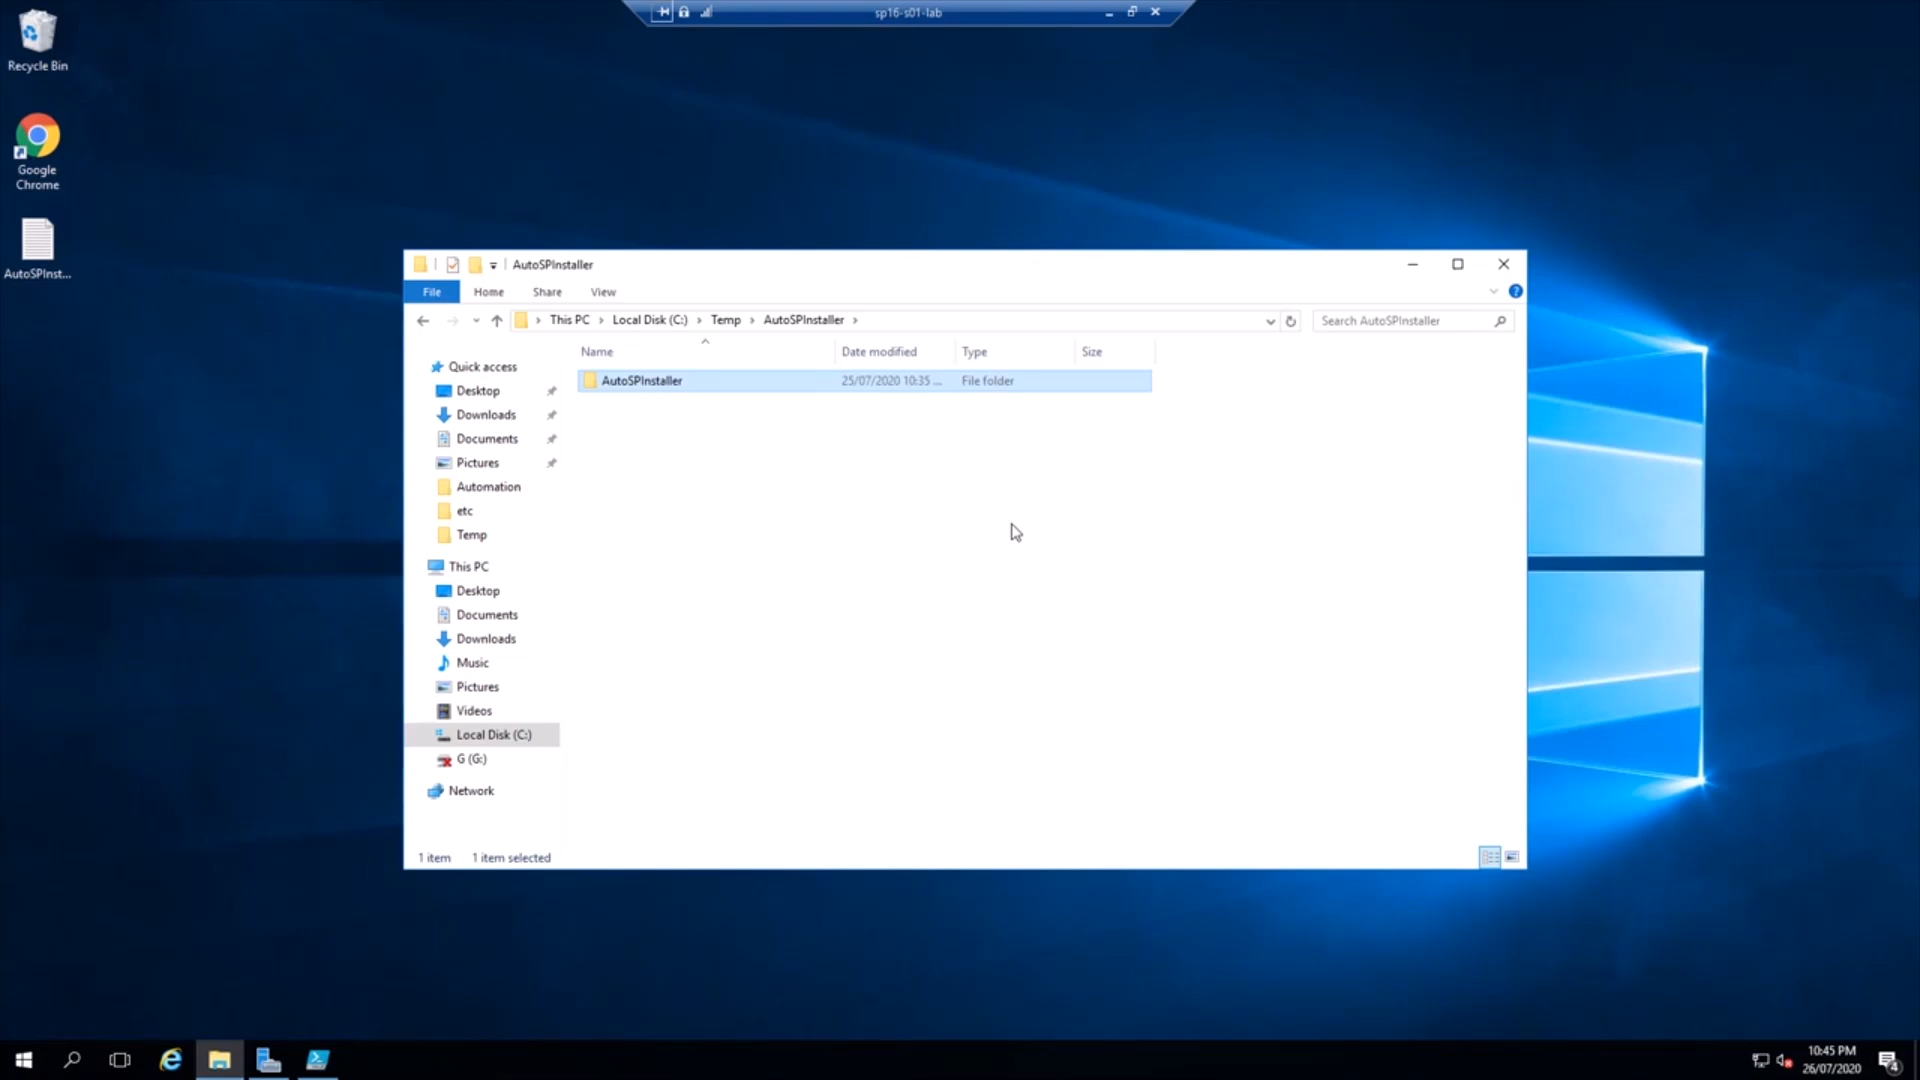 sp16-s01-lab
Recycle Bin
Google
Chrome
AutoSPInst...
AutoSPInstaller
File Home Share View
This PC Local Disk (C:) Temp AutoSPInstaller
Search AutoSPInstaller
Name Date modified Type Size
AutoSPInstaller 25/07/2020 10:35 ... File folder
Quick access
Desktop
Downloads
Documents
Pictures
Automation
etc
Temp
This PC
Desktop
Documents
Downloads
Music
Pictures
Videos
Local Disk (C:)
G (G:)
Network
1 item 1 item selected
10:45 PM
26/07/2020
4